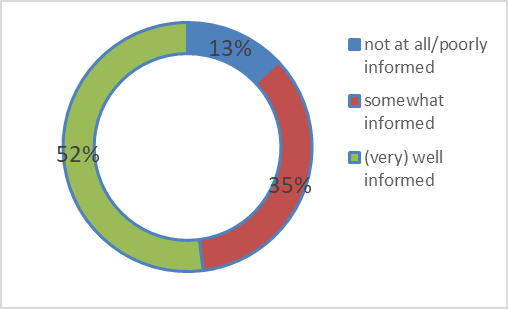 13%
not at all/poorly
informed
somewhat
informed
52%
(very) well
informed
35%